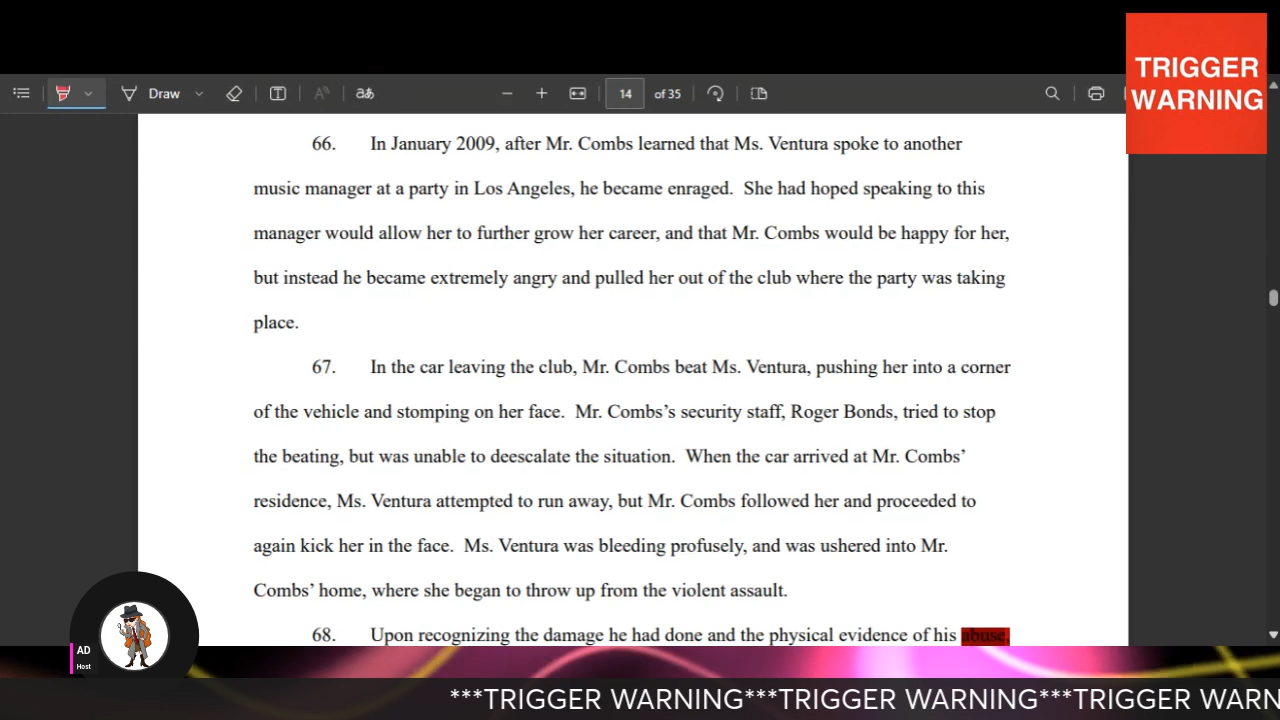 TRIGGER
WARNING
Draw
14 of 35
66. In January 2009, after Mr. Combs learned that Ms. Ventura spoke to another
music manager at a party in Los Angeles, he became enraged. She had hoped speaking to this
manager would allow her to further grow her career, and that Mr. Combs would be happy for her,
but instead he became extremely angry and pulled her out of the club where the party was taking
place.
67. In the car leaving the club, Mr. Combs beat Ms. Ventura, pushing her into a corner
of the vehicle and stomping on her face. Mr. Combs’s security staff, Roger Bonds, tried to stop
the beating, but was unable to deescalate the situation. When the car arrived at Mr. Combs’
residence, Ms. Ventura attempted to run away, but Mr. Combs followed her and proceeded to
again kick her in the face. Ms. Ventura was bleeding profusely, and was ushered into Mr.
Combs’ home, where she began to throw up from the violent assault.
68. Upon recognizing the damage he had done and the physical evidence of his abuse,
AD
Host
***TRIGGER WARNING***TRIGGER WARNING***TRIGGER WARN